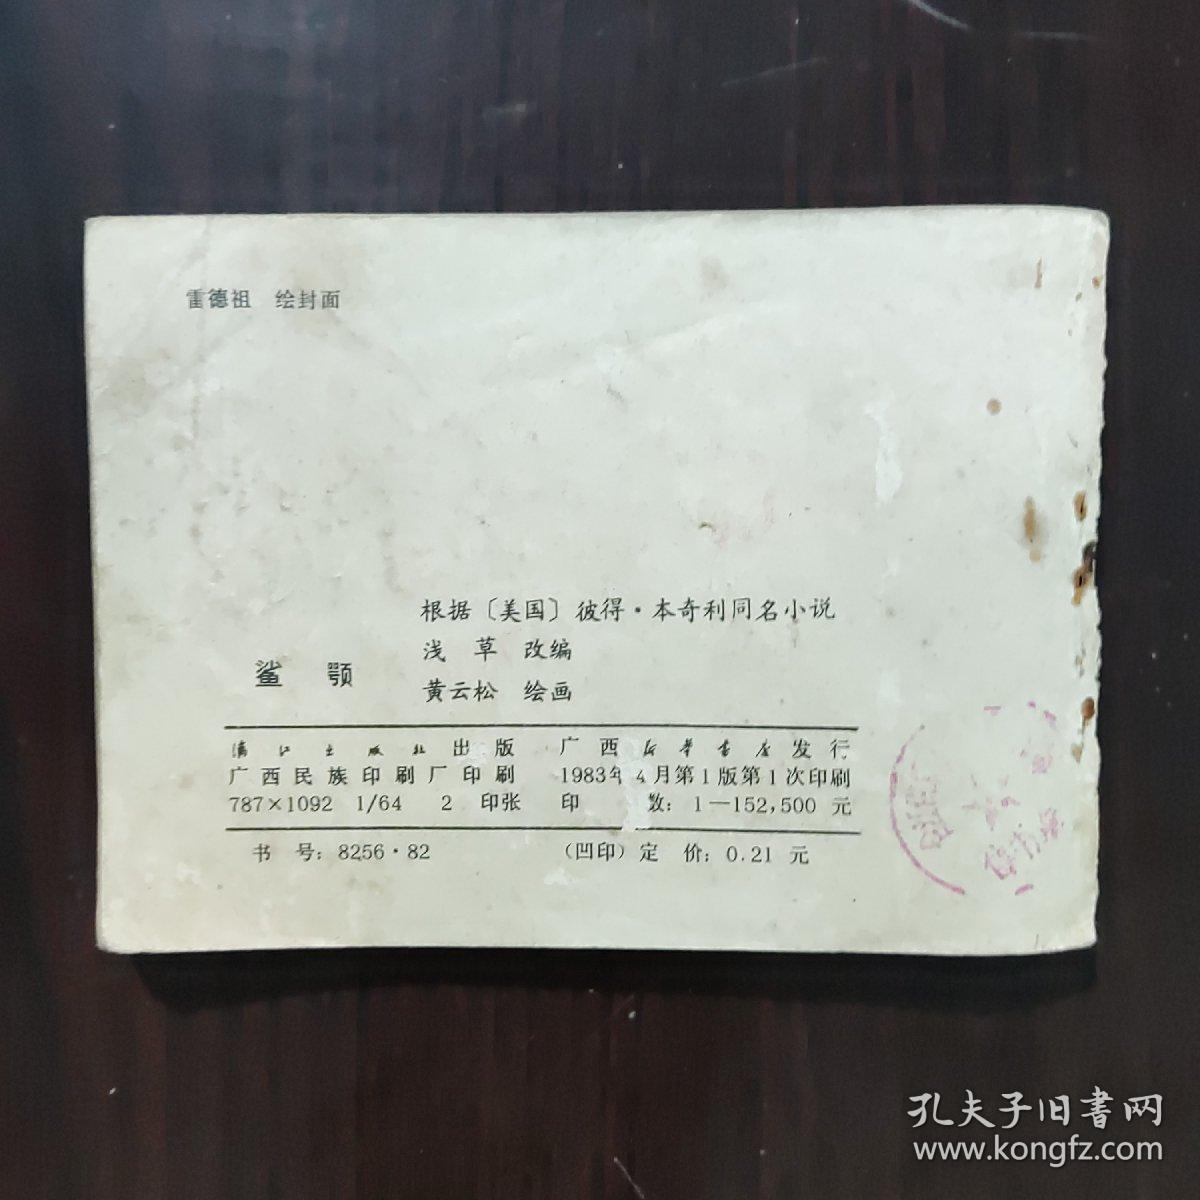 雷德祖 绘封面
根据〔美国〕彼得·本奇利同名小说
浅 草 改编
鲨 颚
黄云松 绘画
漓江出版社出版 广西新华书店发行
广西民族印刷厂印刷 1983年4月第1版第1次印刷
787×1092 1/64 2 印张 印 数：1—152,500 元
书 号：8256·82 （凹印）定 价：0.21 元
孔夫子旧书网
www.kongfz.com